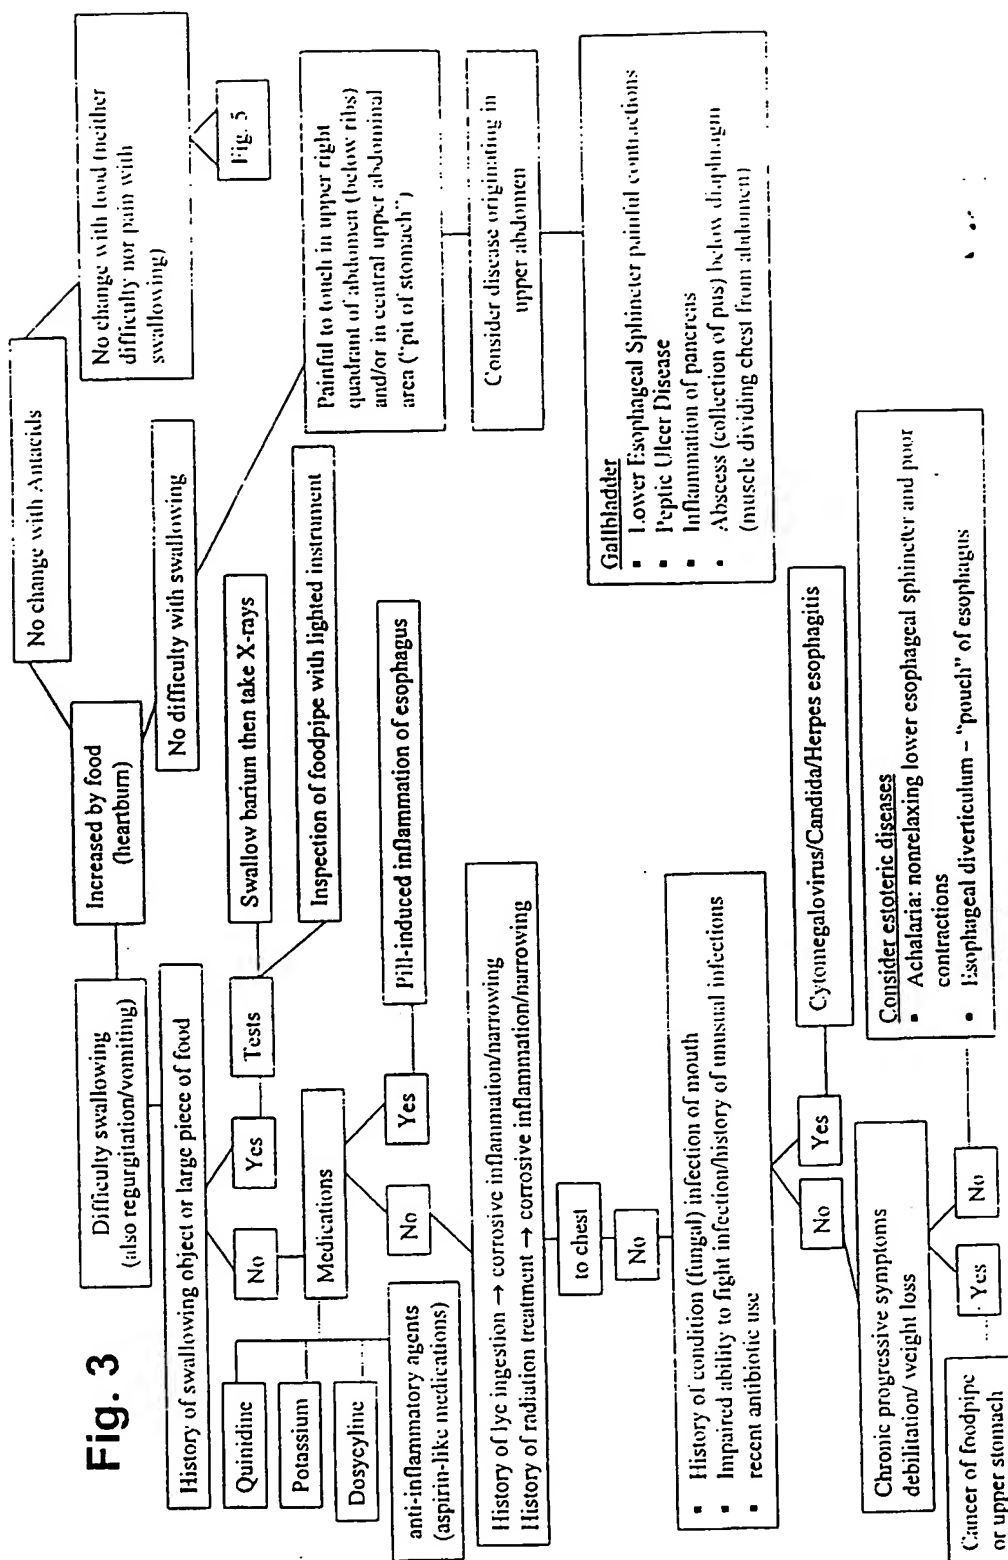 Fig. 3
Increased by food
(heartburn)
No change with Antacids
No change with food (neither
difficulty nor pain with
swallowing)
Fig. 5
Difficulty swallowing
(also regurgitation/vomiting)
No difficulty with swallowing
Painful to touch in upper right
quadrant of abdomen (below ribs)
and/or in central upper abdominal
area ("pit of stomach")
Consider disease originating in
upper abdomen
Gallbladder
▪ Lower Esophageal Sphincter painful contractions
▪ Peptic Ulcer Disease
▪ Inflammation of pancreas
▪ Abscess (collection of pus) below diaphragm
(muscle dividing chest from abdomen)
History of swallowing object or large piece of food
No
Yes
Tests
Swallow barium then take X-rays
Inspection of foodpipe with lighted instrument
Medications
Quinidine
Potassium
Dosycyline
anti-inflammatory agents
(aspirin-like medications)
No
Yes
Pill-induced inflammation of esophagus
History of lye ingestion → corrosive inflammation/narrowing
History of radiation treatment → corrosive inflammation/narrowing
to chest
No
▪ History of condition (fungal) infection of mouth
▪ Impaired ability to fight infection/history of unusual infections
▪ recent antibiotic use
No
Yes
Cytomegalovirus/Candida/Herpes esophagitis
Chronic progressive symptoms
debilitation/ weight loss
Yes
No
Cancer of foodpipe
or upper stomach
Consider estoteric diseases
▪ Achalaria: nonrelaxing lower esophageal sphincter and poor
contractions
▪ Esophageal diverticulum – "pouch" of esophagus